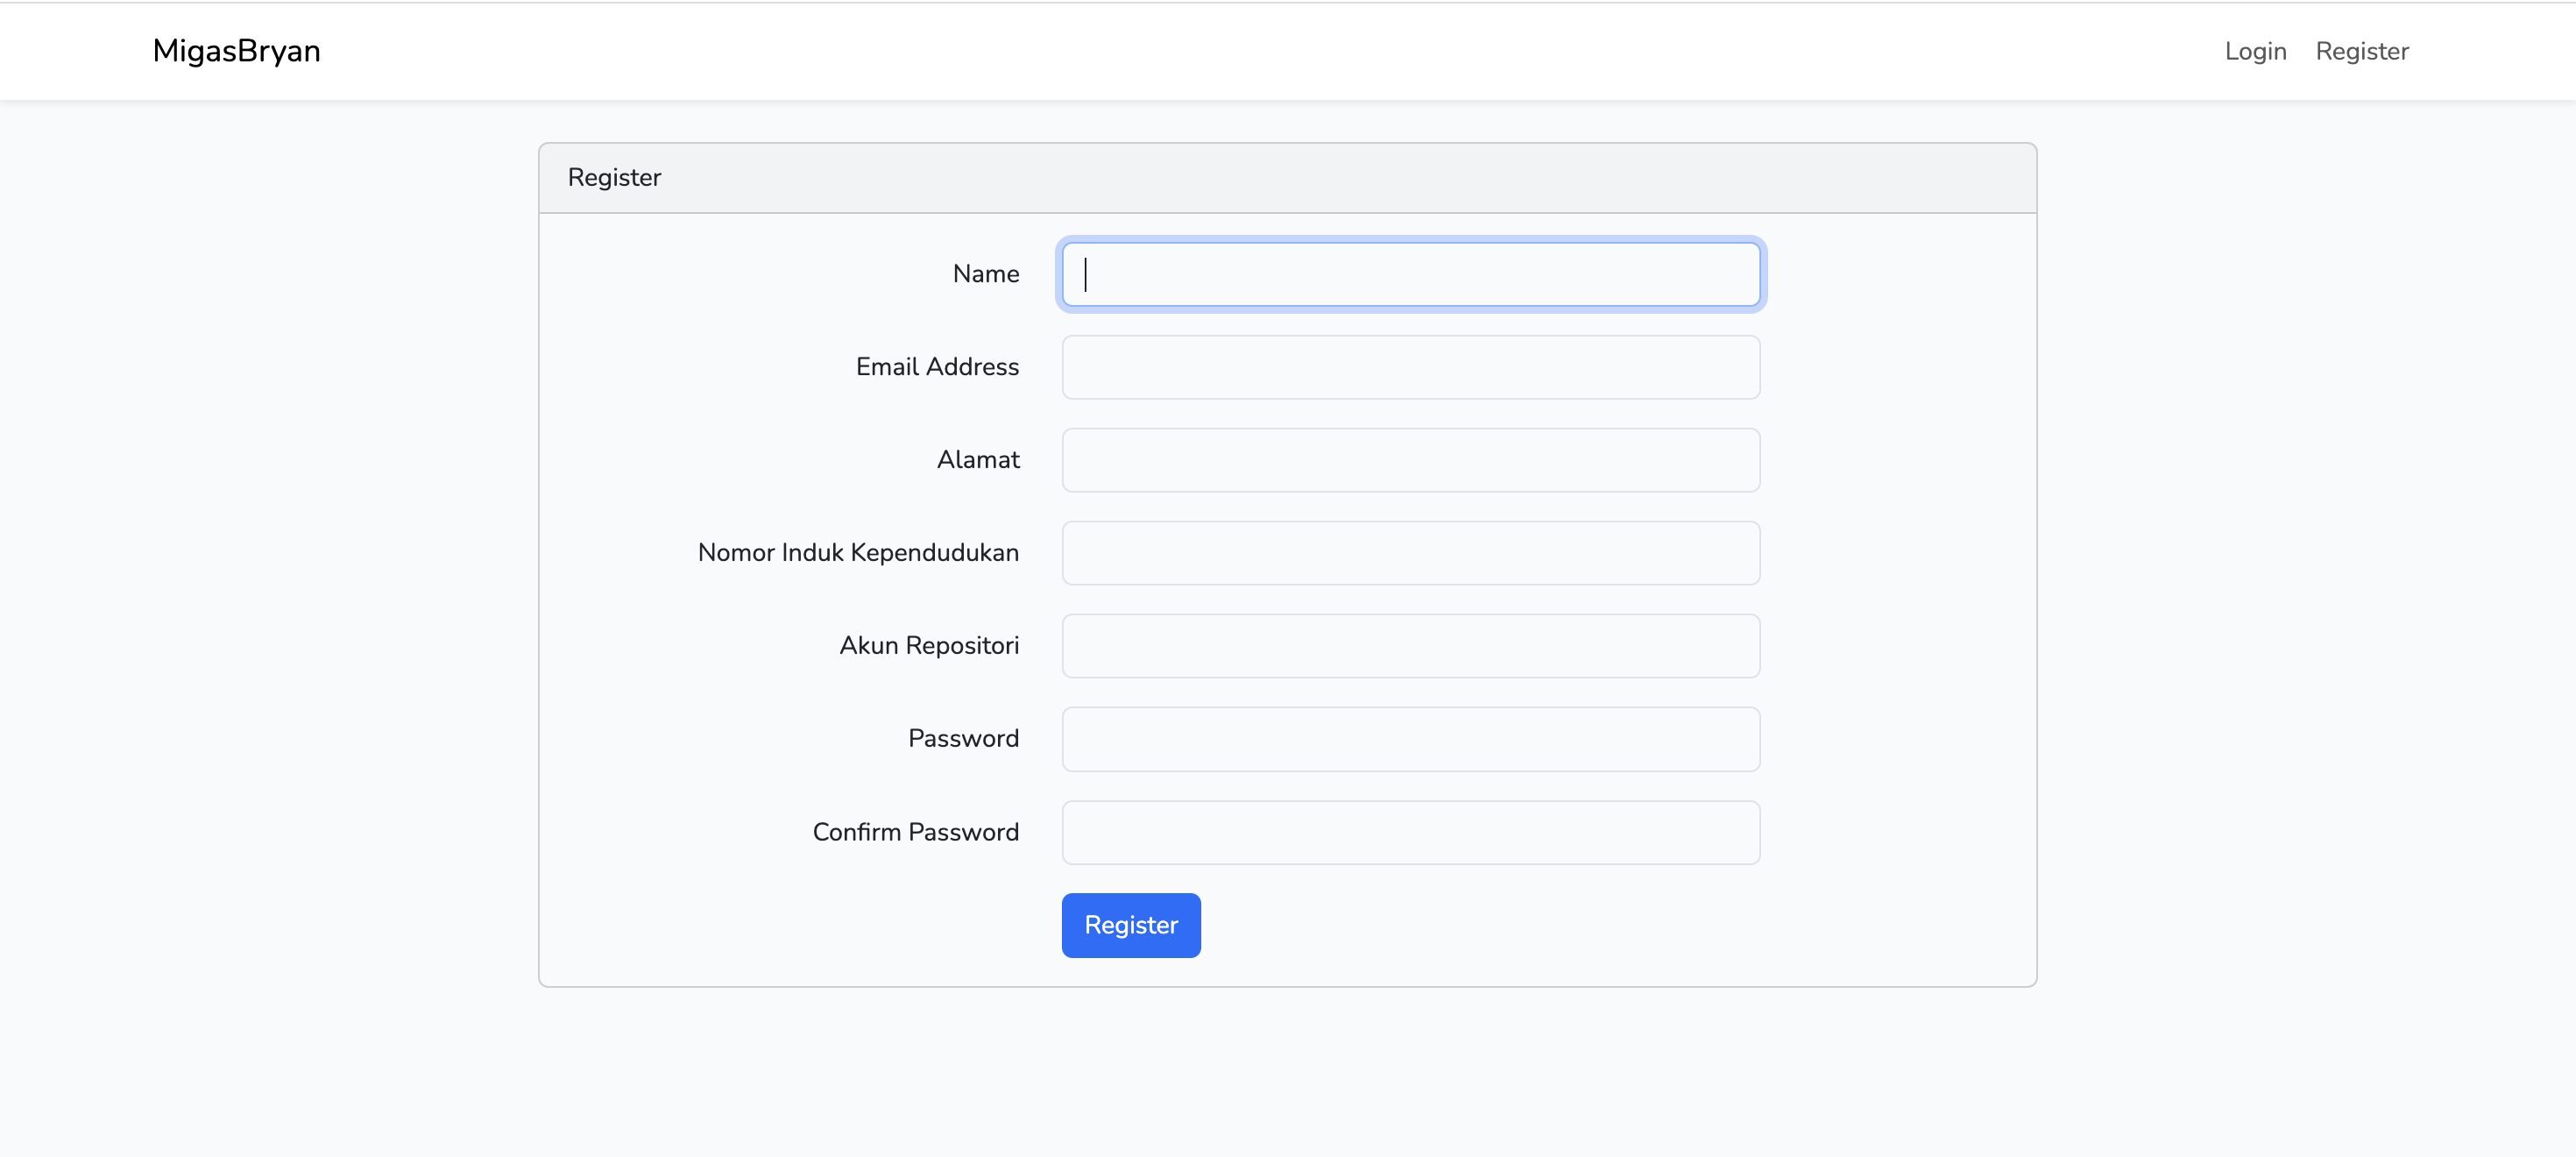 MigasBryan
Login Register
Register
Name
Email Address
Alamat
Nomor Induk Kependudukan
Akun Repositori
Password
Confirm Password
Register